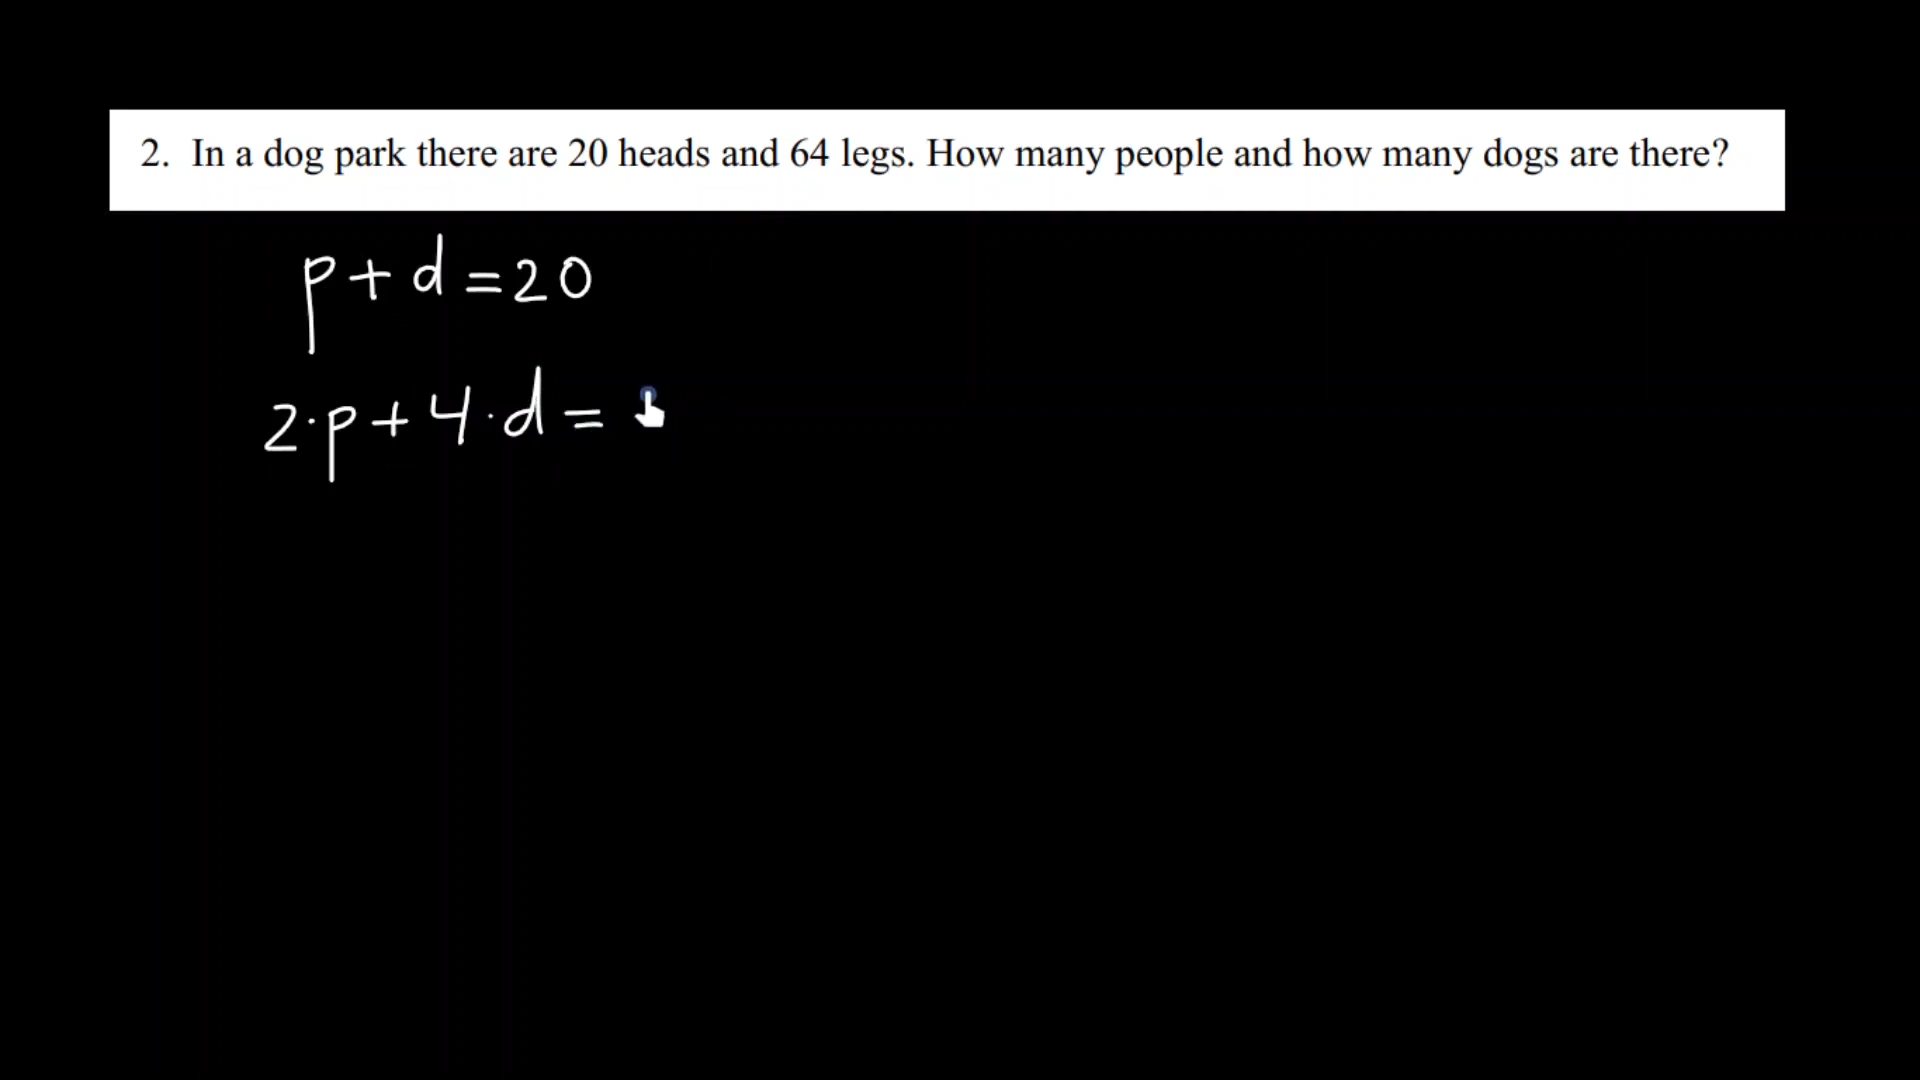 2. In a dog park there are 20 heads and 64 legs. How many people and how many dogs are there?
p+d=20
2·p+4·d=